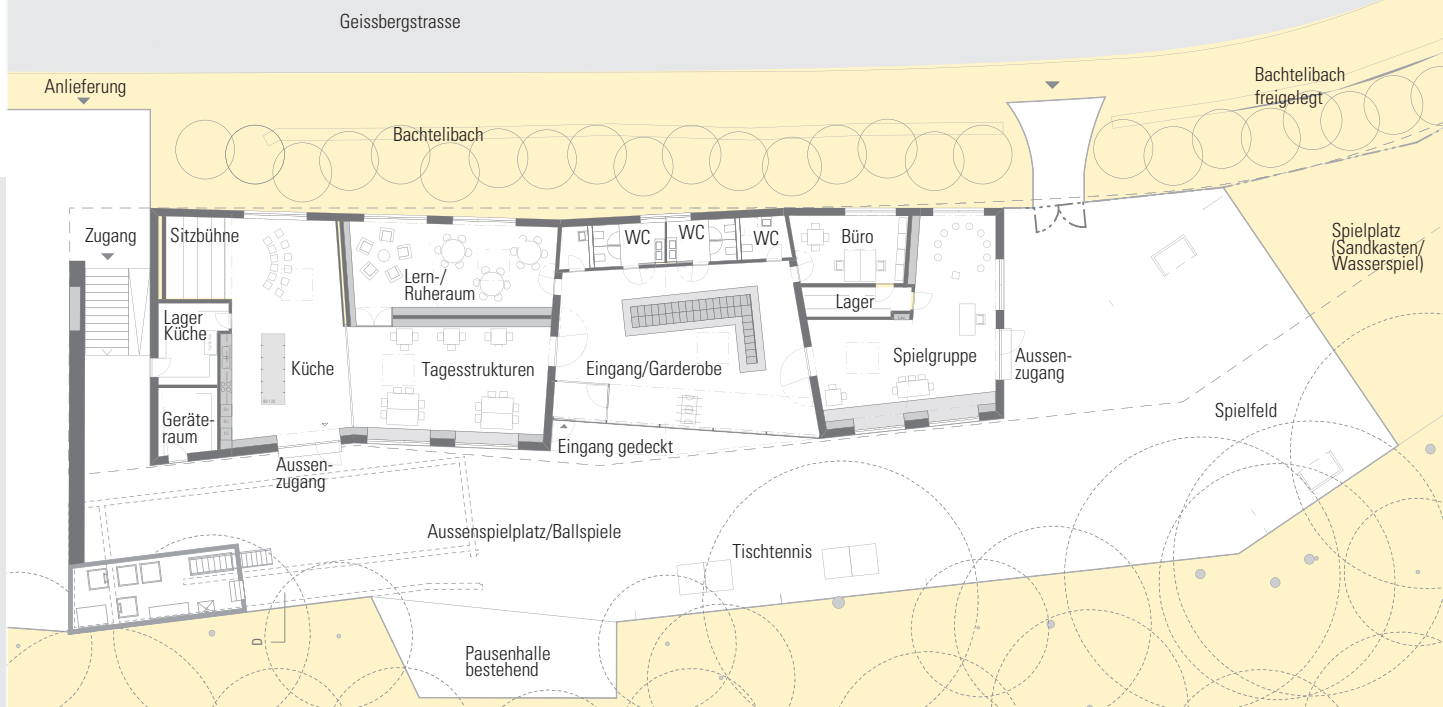 Geissbergstrasse
Anlieferung
Bachtelibach
freigelegt
Bachtelibach
Zugang
Sitzbühne
WC
WC
WC
Büro
Spielplatz
(Sandkasten/
Wasserspiel)
Lern-/
Ruheraum
Lager
Lager
Küche
Küche
Tagesstrukturen
Eingang/Garderobe
Spielgruppe
Aussen-
zugang
Geräte-
raum
Spielfeld
Eingang gedeckt
Aussen-
zugang
Aussenspielplatz/Ballspiele
Tischtennis
D
Pausenhalle
bestehend